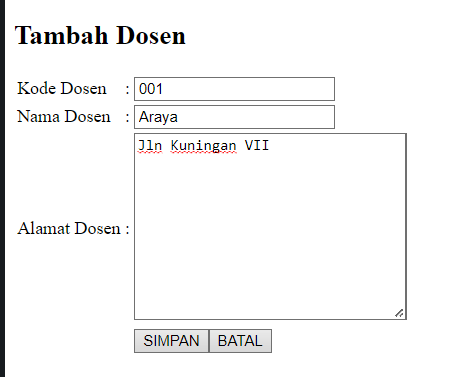 Tambah Dosen
Kode Dosen : 001
Nama Dosen : Araya
Jln Kuningan VII
Alamat Dosen :
SIMPAN BATAL